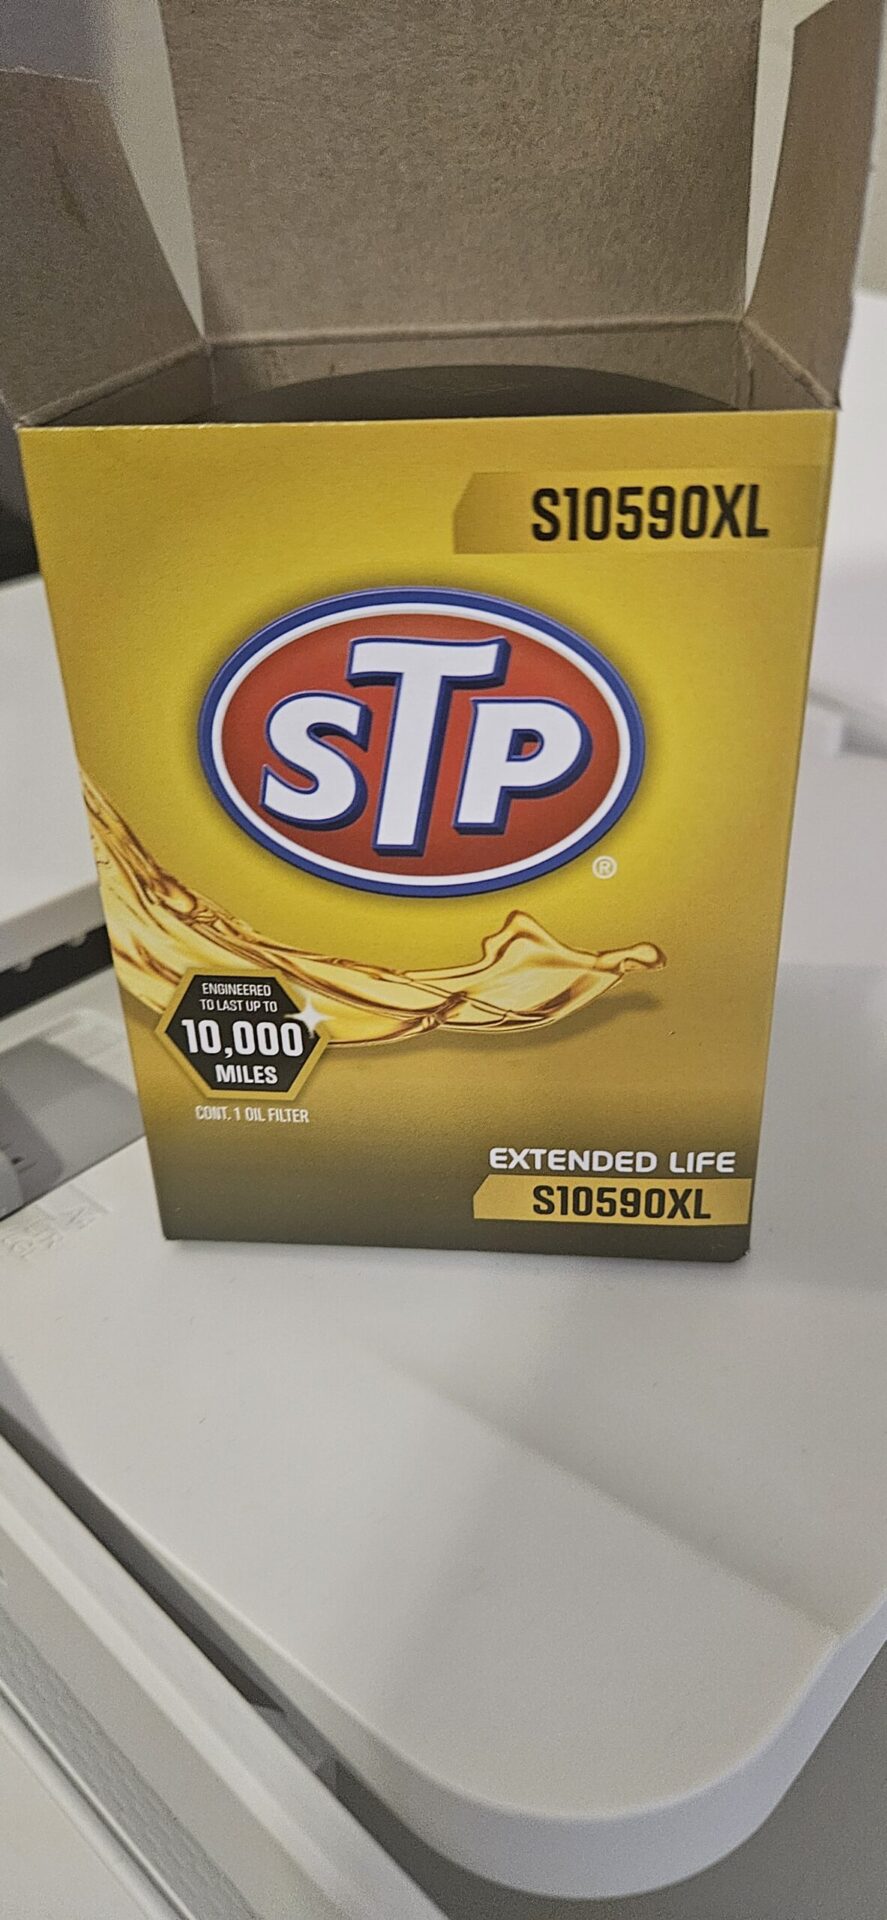 S10590XL
STP
®
ENGINEERED
TO LAST UP TO
10,000
MILES
CONT. 1 OIL FILTER
EXTENDED LIFE
S10590XL